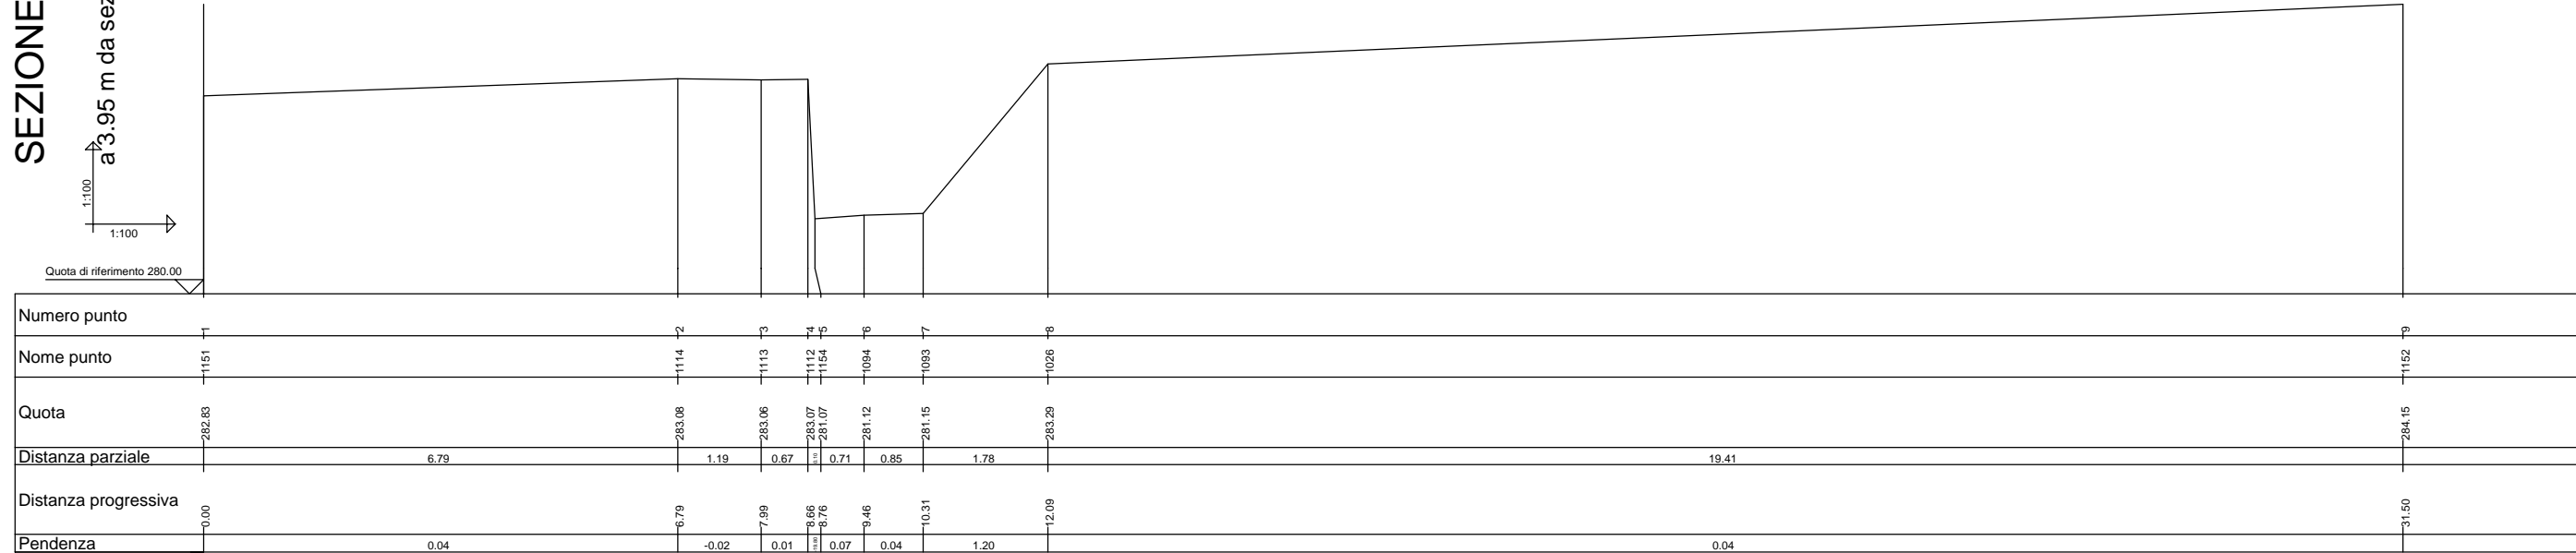 SEZIONE
a 3.95 m da sez
1:100
1:100
Quota di riferimento 280.00
Numero punto 1 2 3 4 5 6 7 8 9
Nome punto 1151 1114 1113 1112 1154 1094 1093 1026 1152
Quota 282.83 283.08 283.06 283.07 281.07 281.12 281.15 283.29 284.15
Distanza parziale 6.79 1.19 0.67 0.10 0.71 0.85 1.78 19.41
Distanza progressiva 0.00 6.79 7.99 8.66 8.76 9.46 10.31 12.09 31.50
Pendenza 0.04 -0.02 0.01 0.07 0.04 1.20 0.04